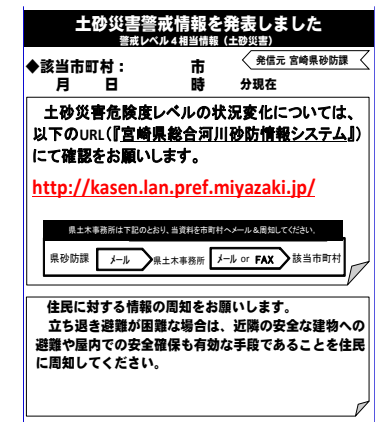 土砂災害警戒情報を発表しました
警戒レベル４相当情報（土砂災害）
発信元 宮崎県砂防課
◆該当市町村： 市
月 日 時 分現在
土砂災害危険度レベルの状況変化については、
以下のURL(『宮崎県総合河川砂防情報システム』)
にて確認をお願いします。
http://kasen.lan.pref.miyazaki.jp/
県土木事務所は下記のとおり、当資料を市町村へメール＆周知してください。
県砂防課 メール 県土木事務所 メール or FAX 該当市町村
住民に対する情報の周知をお願いします。
立ち退き避難が困難な場合は、近隣の安全な建物への
避難や屋内での安全確保も有効な手段であることを住民
に周知してください。